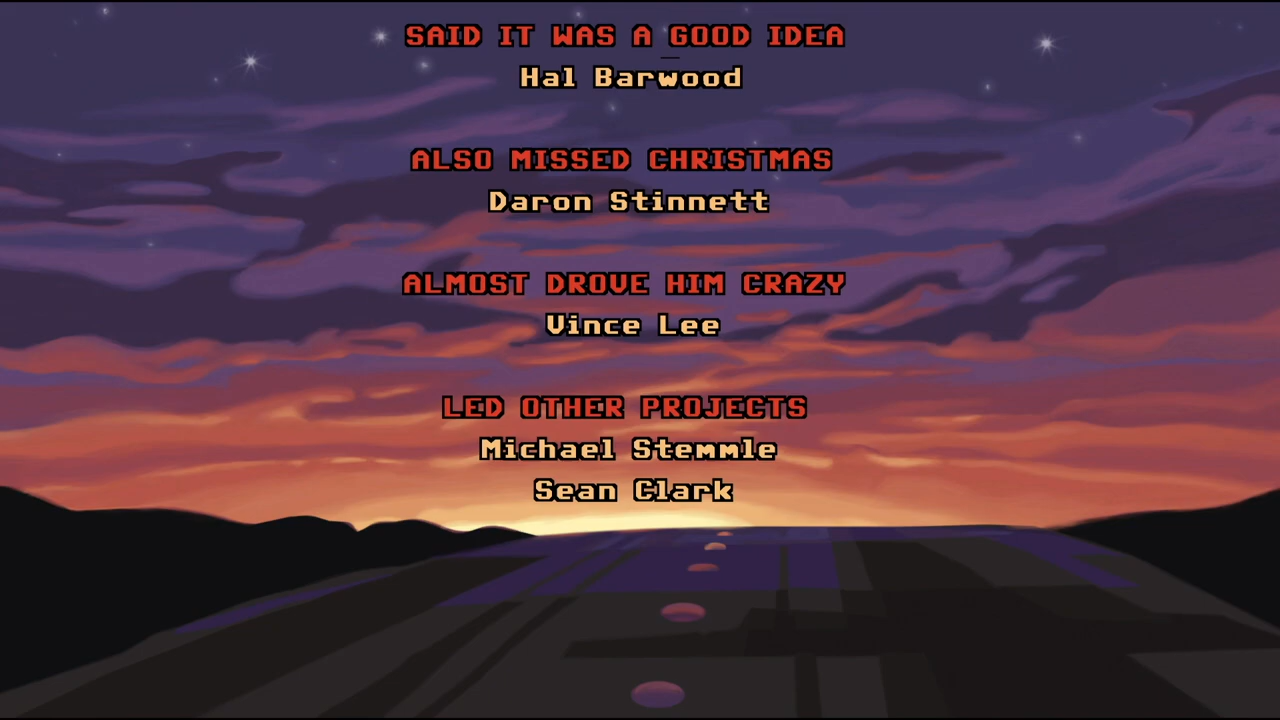 SAID IT WAS A GOOD IDEA
Hal Barwood
ALSO MISSED CHRISTMAS
Daron Stinnett
ALMOST DROVE HIM CRAZY
Vince Lee
LED OTHER PROJECTS
Michael Stemmle
Sean Clark